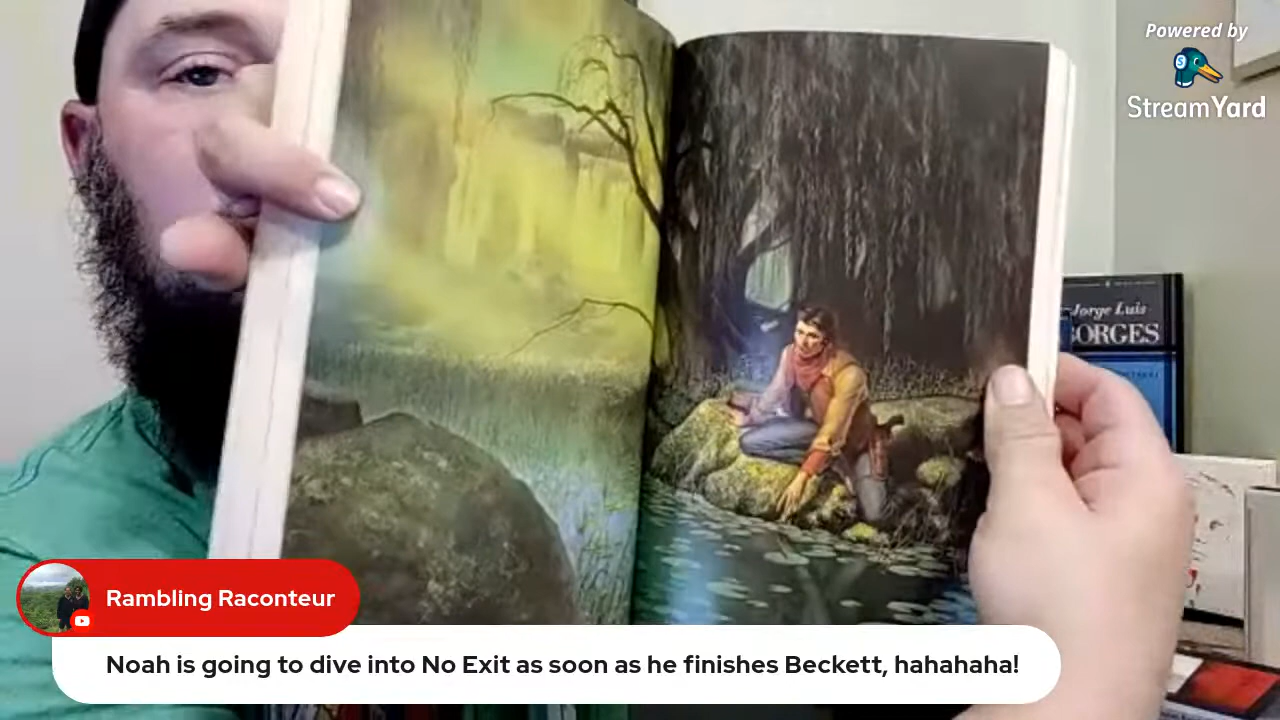 Powered by
StreamYard
Jorge Luis
BORGES
Rambling Raconteur
Noah is going to dive into No Exit as soon as he finishes Beckett, hahahaha!